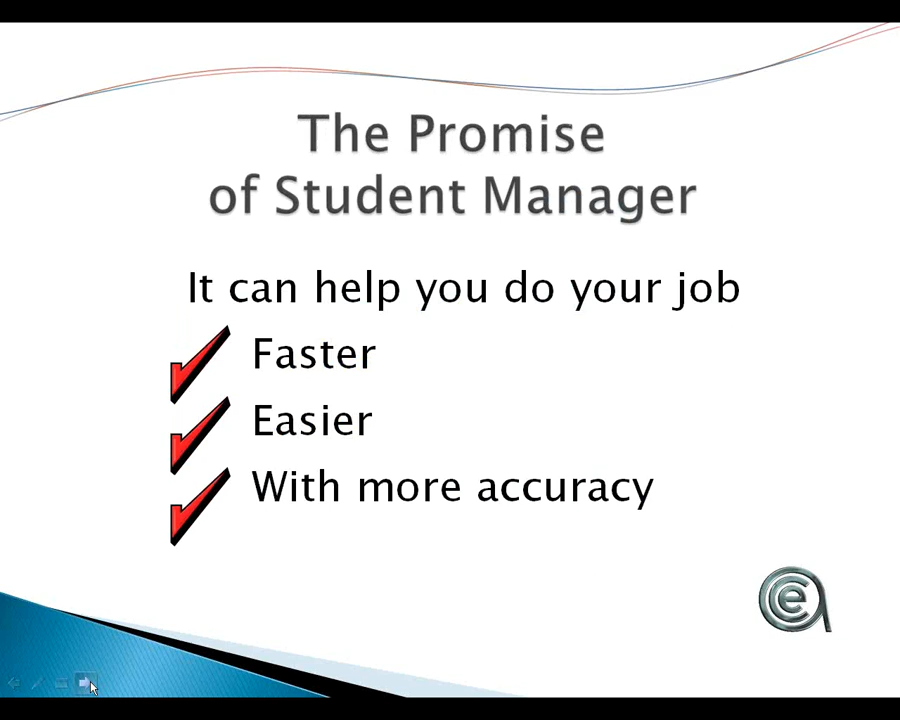 The Promise
of Student Manager
It can help you do your job
Faster
Easier
With more accuracy